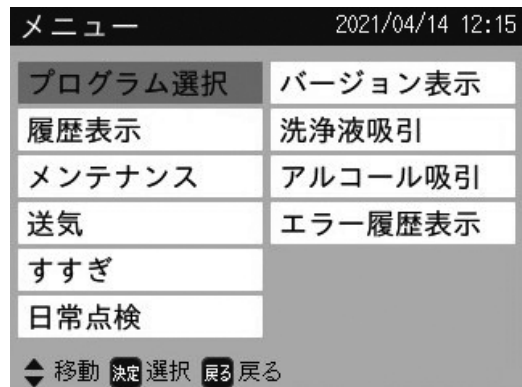 メニュー 2021/04/14 12:15
プログラム選択
履歴表示
メンテナンス
送気
すすぎ
日常点検
バージョン表示
洗浄液吸引
アルコール吸引
エラー履歴表示
移動 決定 選択 戻る 戻る